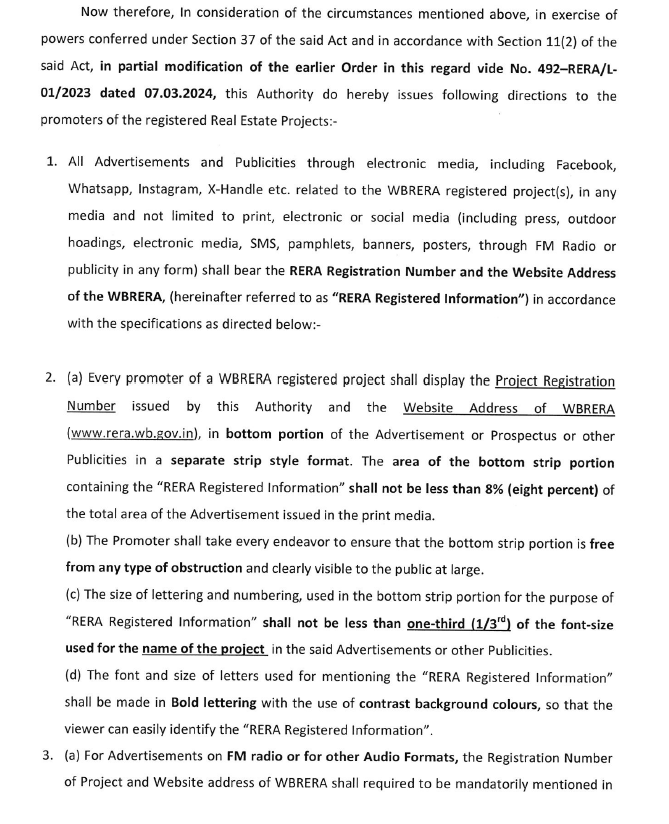 Now therefore, In consideration of the circumstances mentioned above, in exercise of
powers conferred under Section 37 of the said Act and in accordance with Section 11(2) of the
said Act, in partial modification of the earlier Order in this regard vide No. 492–RERA/L-
01/2023 dated 07.03.2024, this Authority do hereby issues following directions to the
promoters of the registered Real Estate Projects:-
1. All Advertisements and Publicities through electronic media, including Facebook,
Whatsapp, Instagram, X-Handle etc. related to the WBRERA registered project(s), in any
media and not limited to print, electronic or social media (including press, outdoor
hoadings, electronic media, SMS, pamphlets, banners, posters, through FM Radio or
publicity in any form) shall bear the RERA Registration Number and the Website Address
of the WBRERA, (hereinafter referred to as "RERA Registered Information") in accordance
with the specifications as directed below:-
2. (a) Every promoter of a WBRERA registered project shall display the Project Registration
Number issued by this Authority and the Website Address of WBRERA
(www.rera.wb.gov.in), in bottom portion of the Advertisement or Prospectus or other
Publicities in a separate strip style format. The area of the bottom strip portion
containing the "RERA Registered Information" shall not be less than 8% (eight percent) of
the total area of the Advertisement issued in the print media.
(b) The Promoter shall take every endeavor to ensure that the bottom strip portion is free
from any type of obstruction and clearly visible to the public at large.
(c) The size of lettering and numbering, used in the bottom strip portion for the purpose of
"RERA Registered Information" shall not be less than one-third (1/3rd) of the font-size
used for the name of the project in the said Advertisements or other Publicities.
(d) The font and size of letters used for mentioning the "RERA Registered Information"
shall be made in Bold lettering with the use of contrast background colours, so that the
viewer can easily identify the "RERA Registered Information".
3. (a) For Advertisements on FM radio or for other Audio Formats, the Registration Number
of Project and Website address of WBRERA shall required to be mandatorily mentioned in